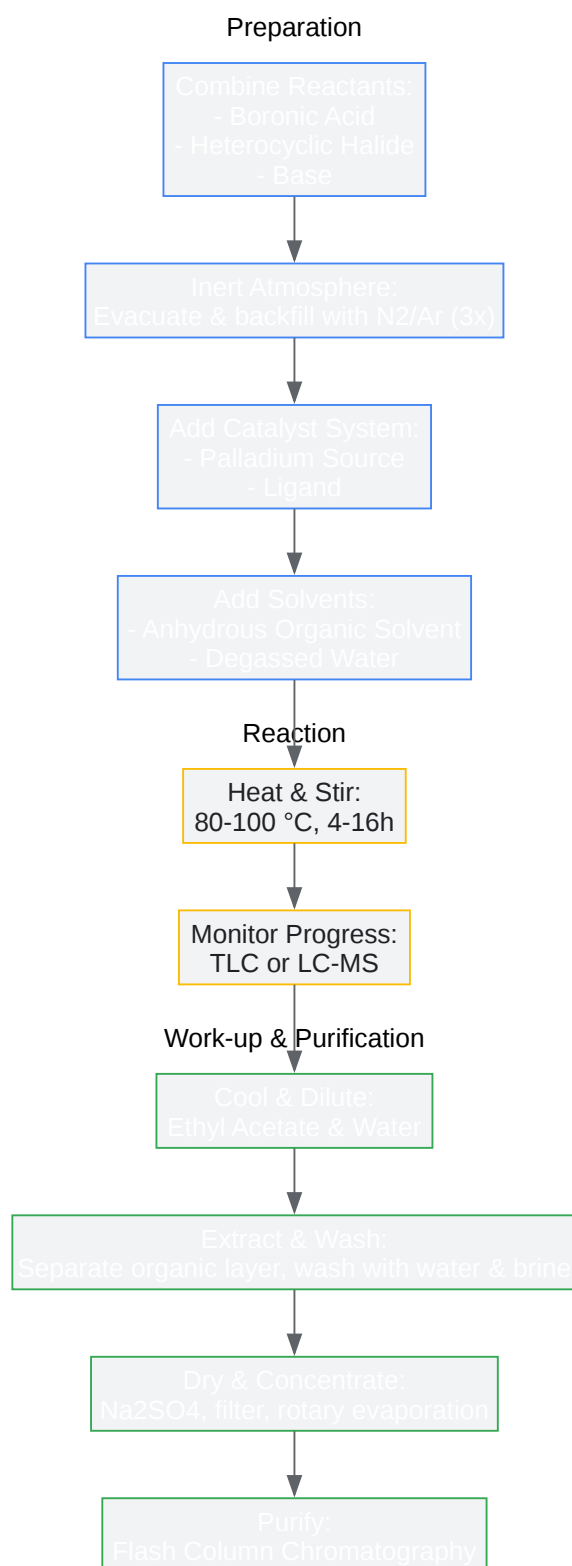 Preparation
Combine Reactants:
- Boronic Acid
- Heterocyclic Halide
- Base
Inert Atmosphere:
Evacuate & backfill with N2/Ar (3x)
Add Catalyst System:
- Palladium Source
- Ligand
Add Solvents:
- Anhydrous Organic Solvent
- Degassed Water
Reaction
Heat & Stir:
80-100 °C, 4-16h
Monitor Progress:
TLC or LC-MS
Work-up & Purification
Cool & Dilute:
Ethyl Acetate & Water
Extract & Wash:
Separate organic layer, wash with water & brine
Dry & Concentrate:
Na2SO4, filter, rotary evaporation
Purify:
Flash Column Chromatography